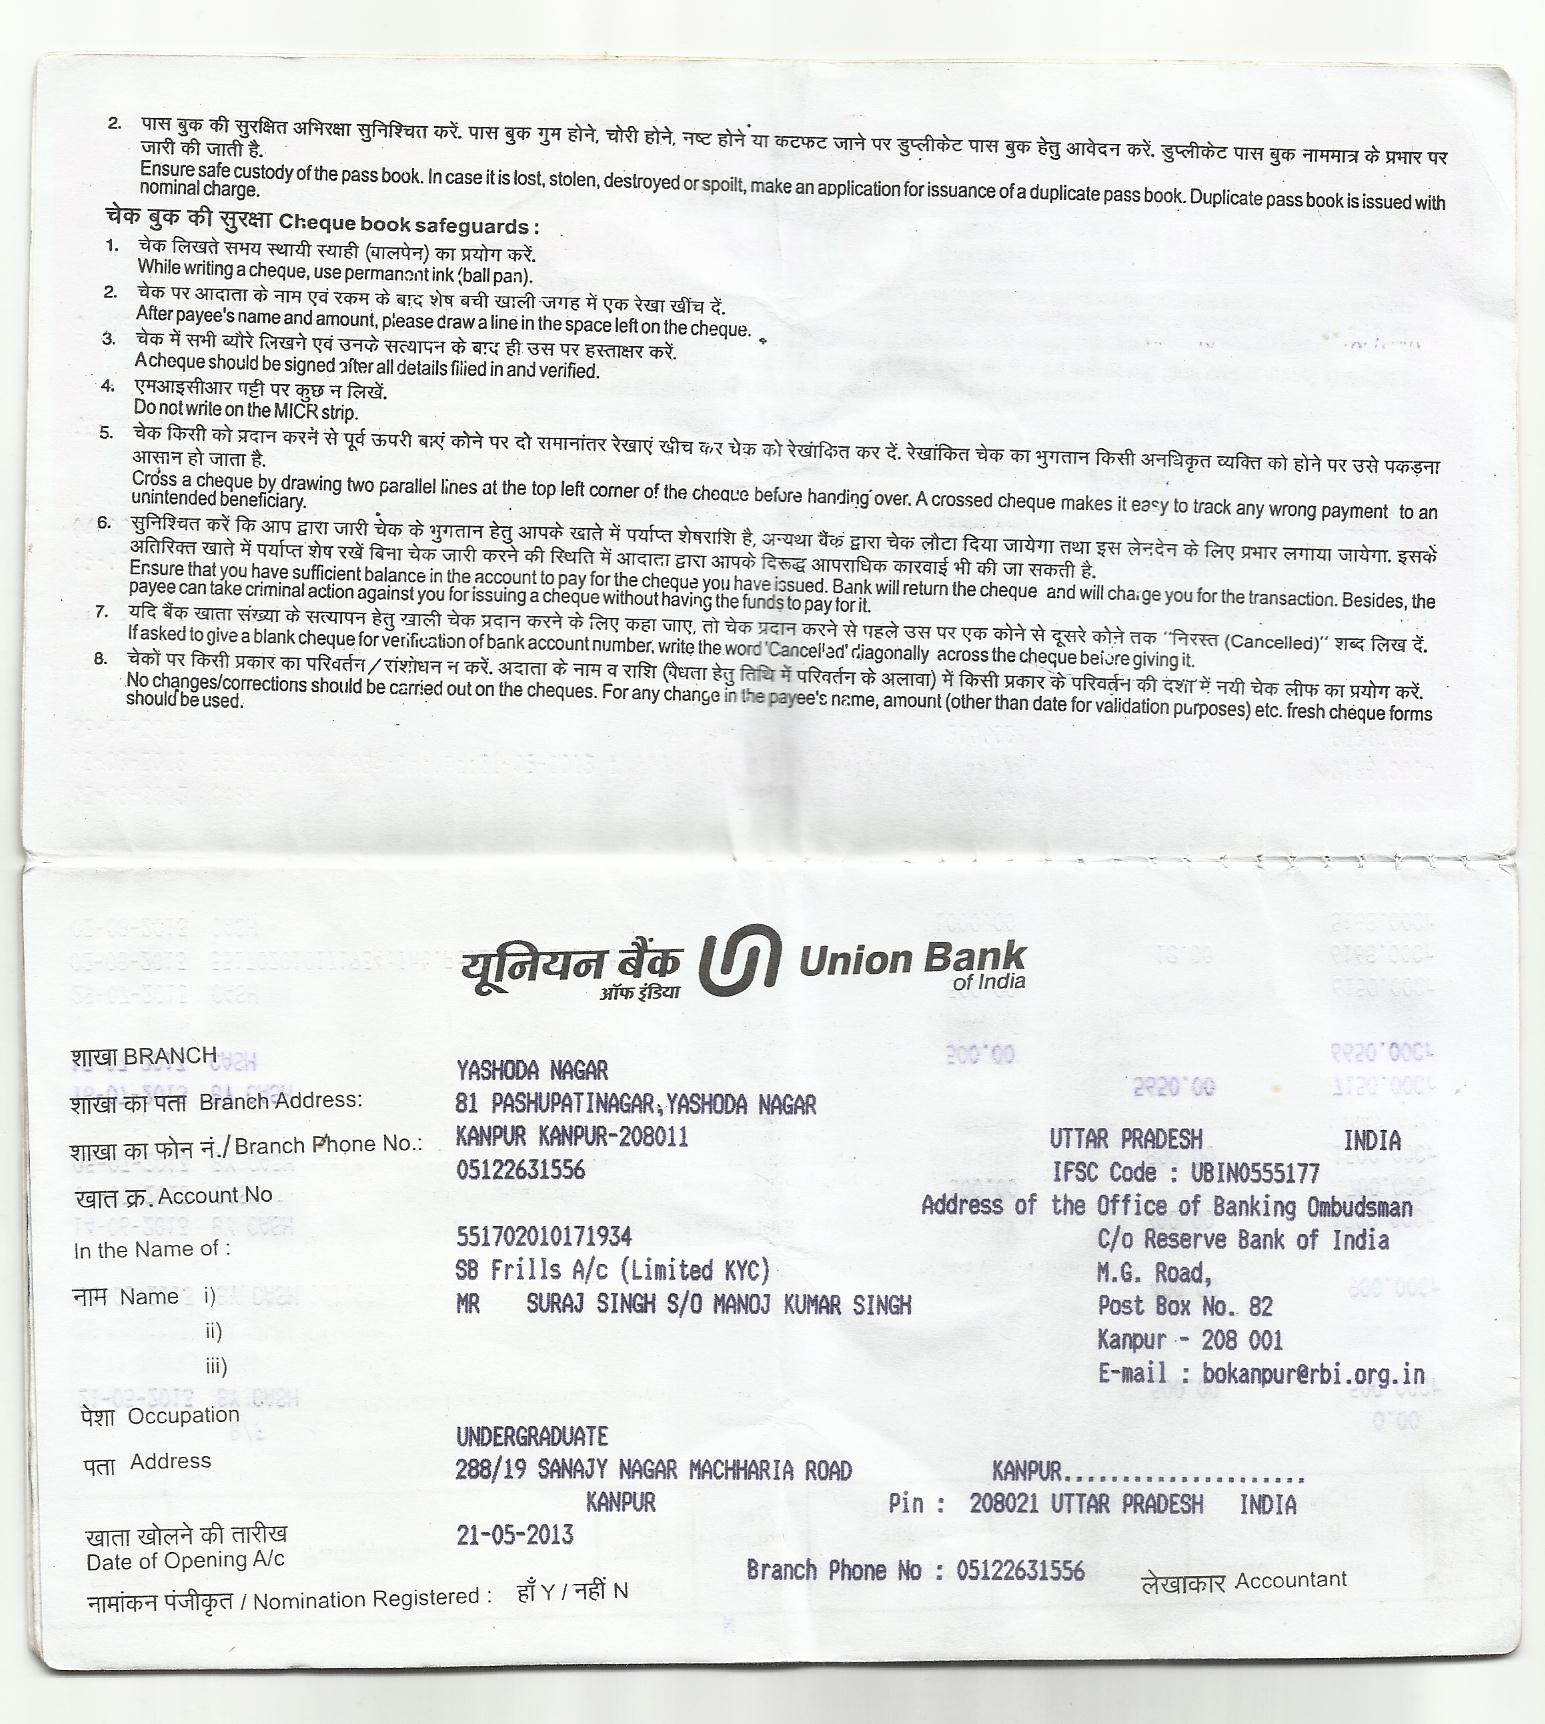 2. पास बुक की सुरक्षित अभिरक्षा सुनिश्चित करें. पास बुक गुम होने, चोरी होने, नष्ट होने या कटफट जाने पर डुप्लीकेट पास बुक हेतु आवेदन करें. डुप्लीकेट पास बुक नाममात्र के प्रभार पर
जारी की जाती है.
Ensure safe custody of the pass book. In case it is lost, stolen, destroyed or spoilt, make an application for issuance of a duplicate pass book. Duplicate pass book is issued with
nominal charge.
चेक बुक की सुरक्षा Cheque book safeguards :
1. चेक लिखते समय स्थायी स्याही (बालपेन) का प्रयोग करें.
While writing a cheque, use permanent ink (ball pan).
2. चेक पर आदाता के नाम एवं रकम के बाद शेष बची खाली जगह में एक रेखा खींच दें.
After payee's name and amount, please draw a line in the space left on the cheque.
3. चेक में सभी ब्यौरे लिखने एवं उनके सत्यापन के बाद ही उस पर हस्ताक्षर करें.
A cheque should be signed after all details filled in and verified.
4. एमआइसीआर पट्टी पर कुछ न लिखें.
Do not write on the MICR strip.
5. चेक किसी को प्रदान करने से पूर्व ऊपरी बाएं कोने पर दो समानांतर रेखाएं खीच कर चेक को रेखांकित कर दें. रेखांकित चेक का भुगतान किसी अनधिकृत व्यक्ति को होने पर उसे पकड़ना
आसान हो जाता है.
Cross a cheque by drawing two parallel lines at the top left corner of the cheque before handing over. A crossed cheque makes it easy to track any wrong payment to an
unintended beneficiary.
6. सुनिश्चित करें कि आप द्वारा जारी चेक के भुगतान हेतु आपके खाते में पर्याप्त शेषराशि है, अन्यथा बैंक द्वारा चेक लौटा दिया जायेगा तथा इस लेनदेन के लिए प्रभार लगाया जायेगा. इसके
अतिरिक्त खाते में पर्याप्त शेष रखें बिना चेक जारी करने की स्थिति में आदाता द्वारा आपके विरूद्ध आपराधिक कारवाई भी की जा सकती है.
Ensure that you have sufficient balance in the account to pay for the cheque you have issued. Bank will return the cheque and will charge you for the transaction. Besides, the
payee can take criminal action against you for issuing a cheque without having the funds to pay for it.
7. यदि बैंक खाता संख्या के सत्यापन हेतु खाली चेक प्रदान करने के लिए कहा जाए, तो चेक प्रदान करने से पहले उस पर एक कोने से दूसरे कोने तक "निरस्त (Cancelled)" शब्द लिख दें.
If asked to give a blank cheque for verification of bank account number, write the word 'Cancelled' diagonally across the cheque before giving it.
8. चेकों पर किसी प्रकार का परिवर्तन / संशोधन न करें. अदाता के नाम व राशि (वैधता हेतु तिथि में परिवर्तन के अलावा) में किसी प्रकार के परिवर्तन की दशा में नयी चेक लीफ का प्रयोग करें.
No changes/corrections should be carried out on the cheques. For any change in the payee's name, amount (other than date for validation purposes) etc. fresh cheque forms
should be used.
यूनियन बैंक Union Bank
ऑफ इंडिया of India
शाखा BRANCH YASHODA NAGAR
शाखा का पता Branch Address: 81 PASHUPATINAGAR,YASHODA NAGAR
KANPUR KANPUR-208011 UTTAR PRADESH INDIA
शाखा का फोन नं./ Branch Phone No.: 05122631556 IFSC Code : UBIN0555177
खात क्र. Account No Address of the Office of Banking Ombudsman
551702010171934 C/o Reserve Bank of India
In the Name of : SB Frills A/c (Limited KYC) M.G. Road,
नाम Name i) MR SURAJ SINGH S/O MANOJ KUMAR SINGH Post Box No. 82
ii) Kanpur - 208 001
iii) E-mail : bokanpur@rbi.org.in
पेशा Occupation UNDERGRADUATE
पता Address 288/19 SANAJY NAGAR MACHHARIA ROAD KANPUR.....................
KANPUR Pin : 208021 UTTAR PRADESH INDIA
खाता खोलने की तारीख 21-05-2013
Date of Opening A/c
Branch Phone No : 05122631556 लेखाकार Accountant
नामांकन पंजीकृत / Nomination Registered : हाँ Y / नहीं N